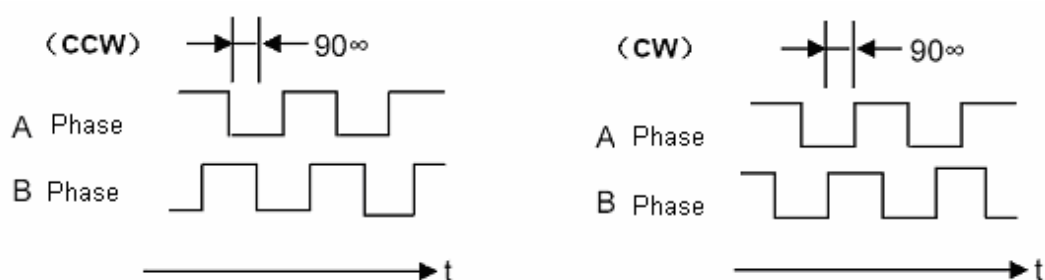 （CCW） 90∞
A Phase
B Phase
t
（CW） 90∞
A Phase
B Phase
t